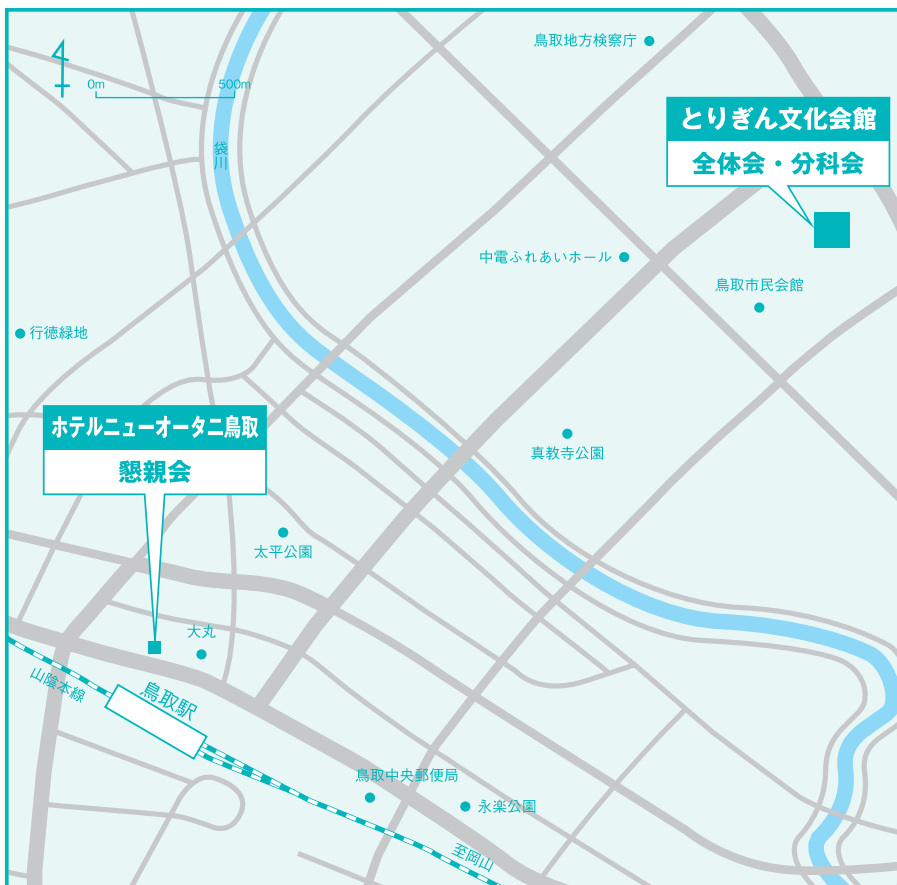 鳥取地方検察庁
0m
500m
とりぎん文化会館
全体会・分科会
袋川
中電ふれあいホール
鳥取市民会館
行徳緑地
ホテルニューオータニ鳥取
懇親会
真教寺公園
太平公園
大丸
山陰本線
鳥取駅
鳥取中央郵便局
永楽公園
至岡山